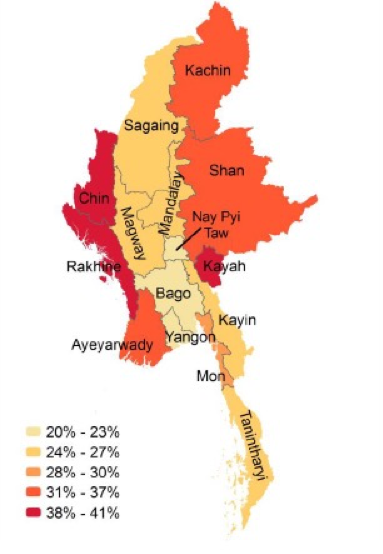 Kachin
Sagaing
Shan
Mandalay
Chin
Magway
Nay Pyi
Taw
Rakhine
Kayah
Bago
Kayin
Ayeyarwady
Yangon
Mon
Tanintharyi
20% - 23%
24% - 27%
28% - 30%
31% - 37%
38% - 41%